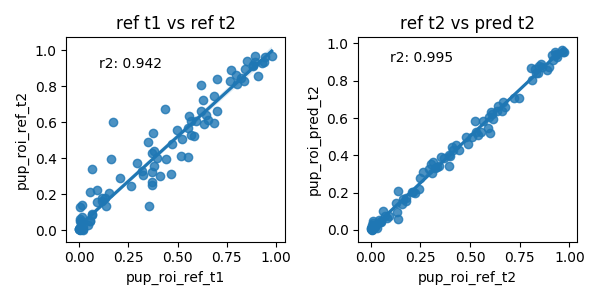 ref t1 vs ref t2
r2: 0.942
pup_roi_ref_t2
1.0
0.8
0.6
0.4
0.2
0.0
0.00 0.25 0.50 0.75 1.00
pup_roi_ref_t1
ref t2 vs pred t2
r2: 0.995
pup_roi_pred_t2
1.0
0.8
0.6
0.4
0.2
0.0
0.00 0.25 0.50 0.75 1.00
pup_roi_ref_t2